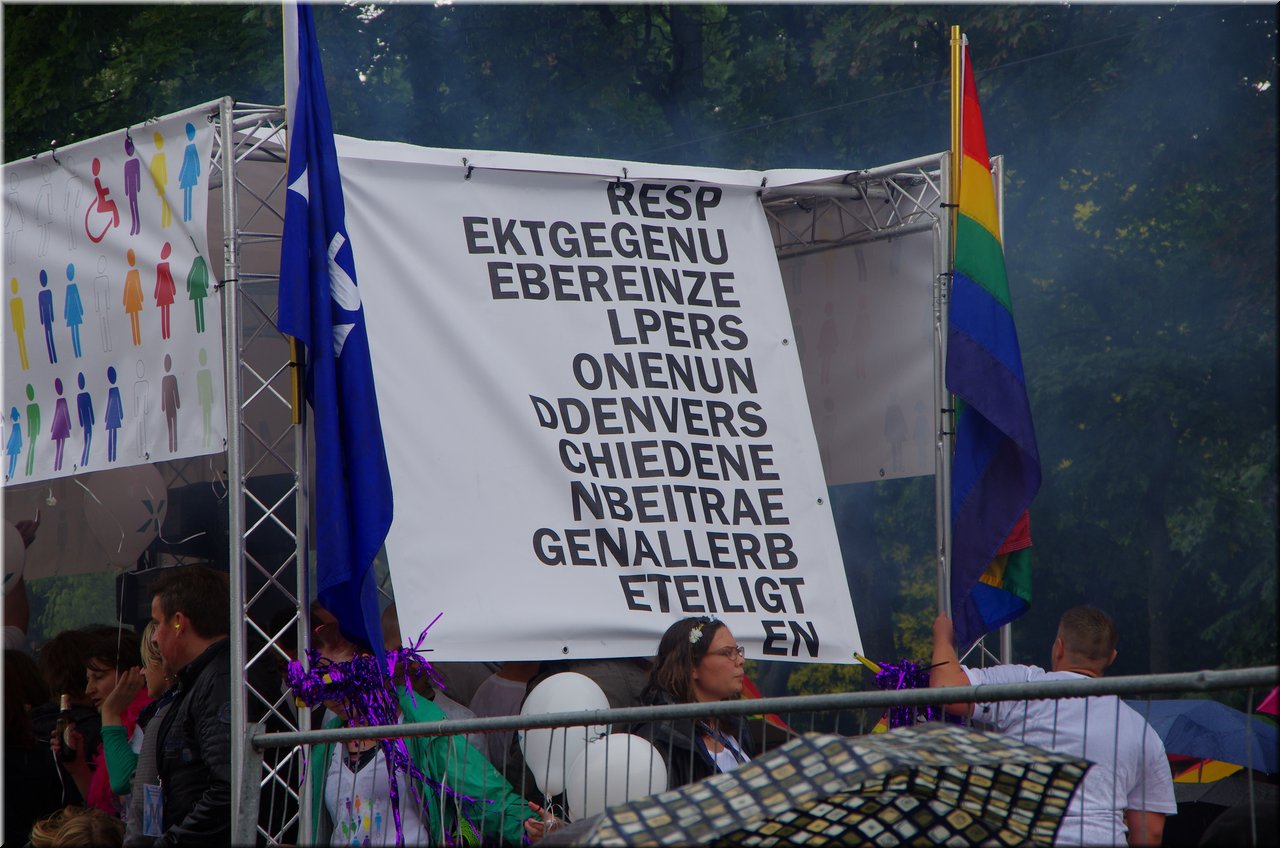 RESP
EKTGEGENU
EBEREINZE
LPERS
ONENUN
DDENVERS
CHIEDENE
NBEITRAE
GENALLERB
ETEILIGT
EN